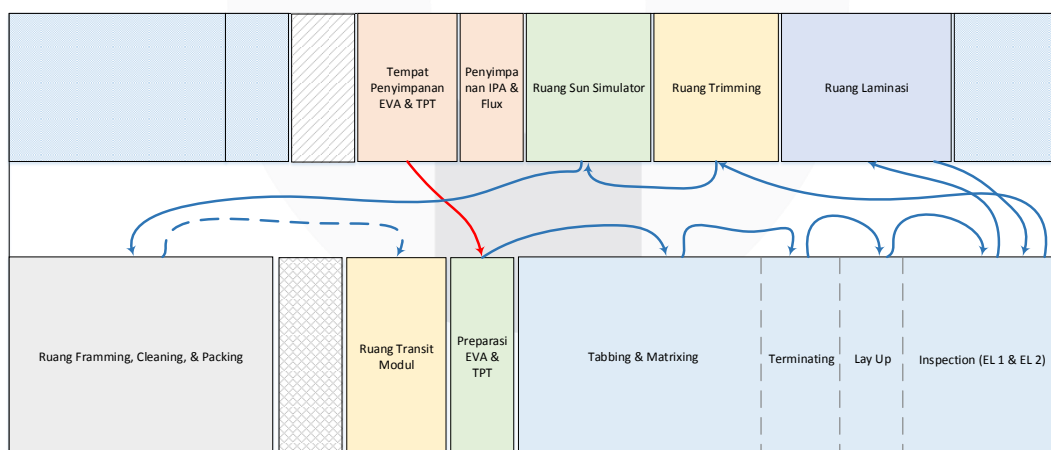 Tempat
Penyimpanan
EVA & TPT
Penyimpa
nan IPA &
Flux
Ruang Sun Simulator
Ruang Trimming
Ruang Laminasi
Ruang Framming, Cleaning, & Packing
Ruang Transit
Modul
Preparasi
EVA &
TPT
Tabbing & Matrixing
Terminating
Lay Up
Inspection (EL 1 & EL 2)